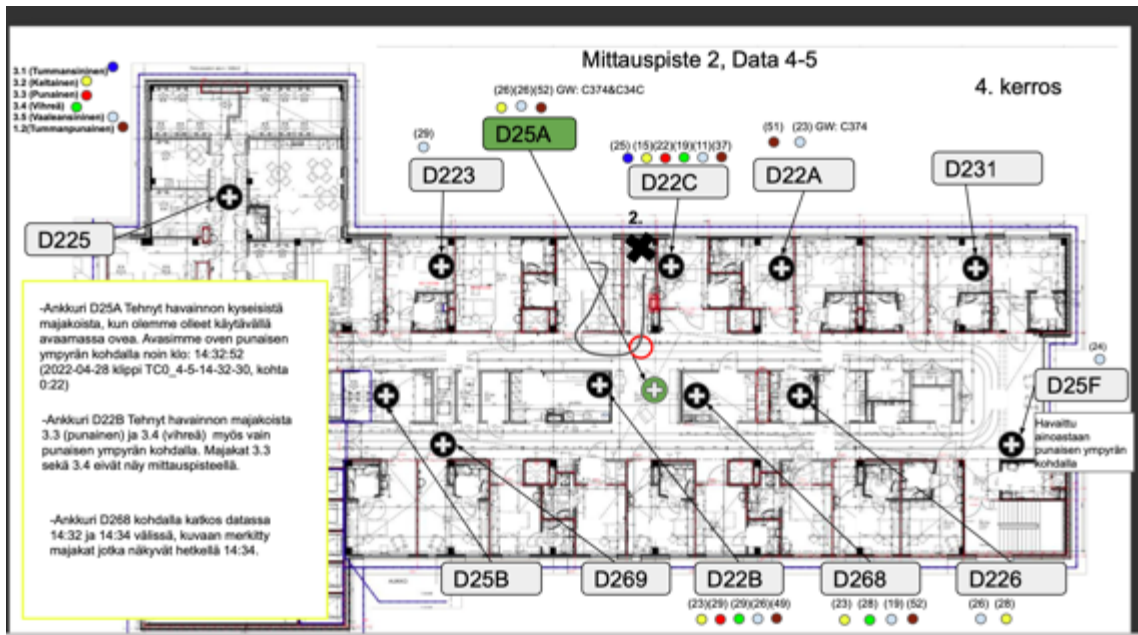 Mittauspiste 2, Data 4-5
4. kerros
3.1 (Tummansininen)
3.2 (Keltainen)
3.3 (Punainen)
3.4 (Vihreä)
3.5 (Vaaleansininen)
1.2(Tummanpunainen)
(26)(26)(52) GW: C374&C34C
D25A
(29)
D223
(25) (15)(22)(19)(11)(37)
D22C
(51) (23) GW: C374
D22A
D231
D225
2.
(24)
D25F
Havaittu
ainoastaan
punaisen ympyrän
kohdalla
-Ankkuri D25A Tehnyt havainnon kyseisistä
majakoista, kun olemme olleet käytävällä
avaamassa ovea. Avasimme oven punaisen
ympyrän kohdalla noin klo: 14:32:52
(2022-04-28 klippi TC0_4-5-14-32-30, kohta
0:22)
-Ankkuri D22B Tehnyt havainnon majakoista
3.3 (punainen) ja 3.4 (vihreä) myös vain
punaisen ympyrän kohdalla. Majakat 3.3
sekä 3.4 eivät näy mittauspisteellä.
-Ankkuri D268 kohdalla katkos datassa
14:32 ja 14:34 välissä, kuvaan merkitty
majakat jotka näkyvät hetkellä 14:34.
D25B
D269
D22B
D268
D226
(23)(29) (29)(26)(49)
(23) (28) (19) (52)
(26) (28)